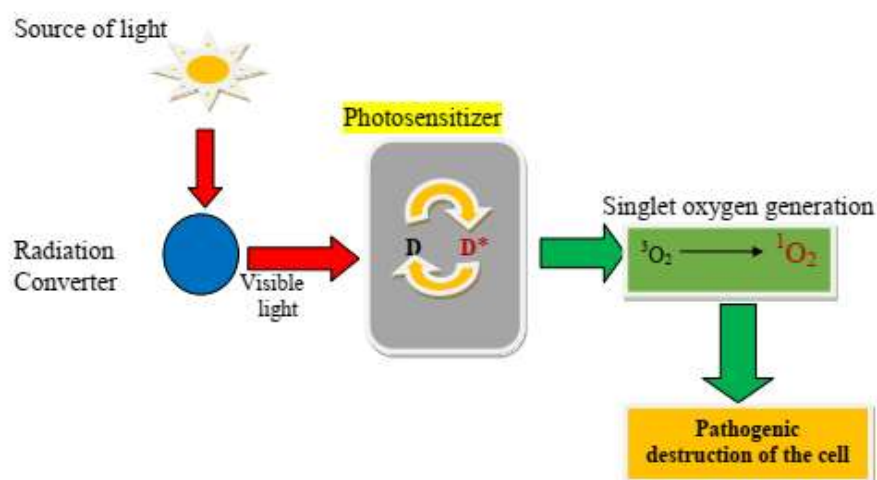 Source of light
Photosensitizer
Singlet oxygen generation
D D*
³O₂ ¹O₂
Radiation
Converter
Visible
light
Pathogenic
destruction of the cell